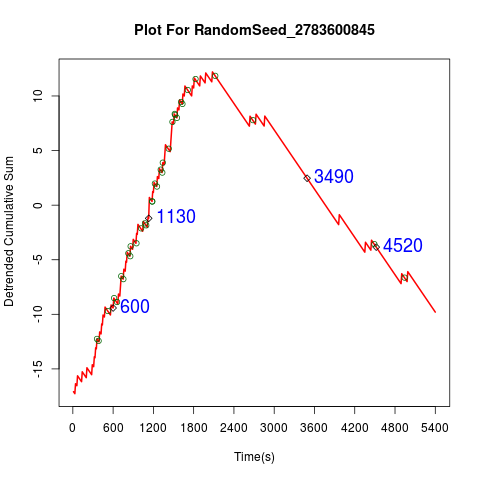 Plot For RandomSeed_2783600845
Detrended Cumulative Sum
10
5
0
-5
-10
-15
3490
1130
4520
600
0 600 1200 1800 2400 3000 3600 4200 4800 5400
Time(s)